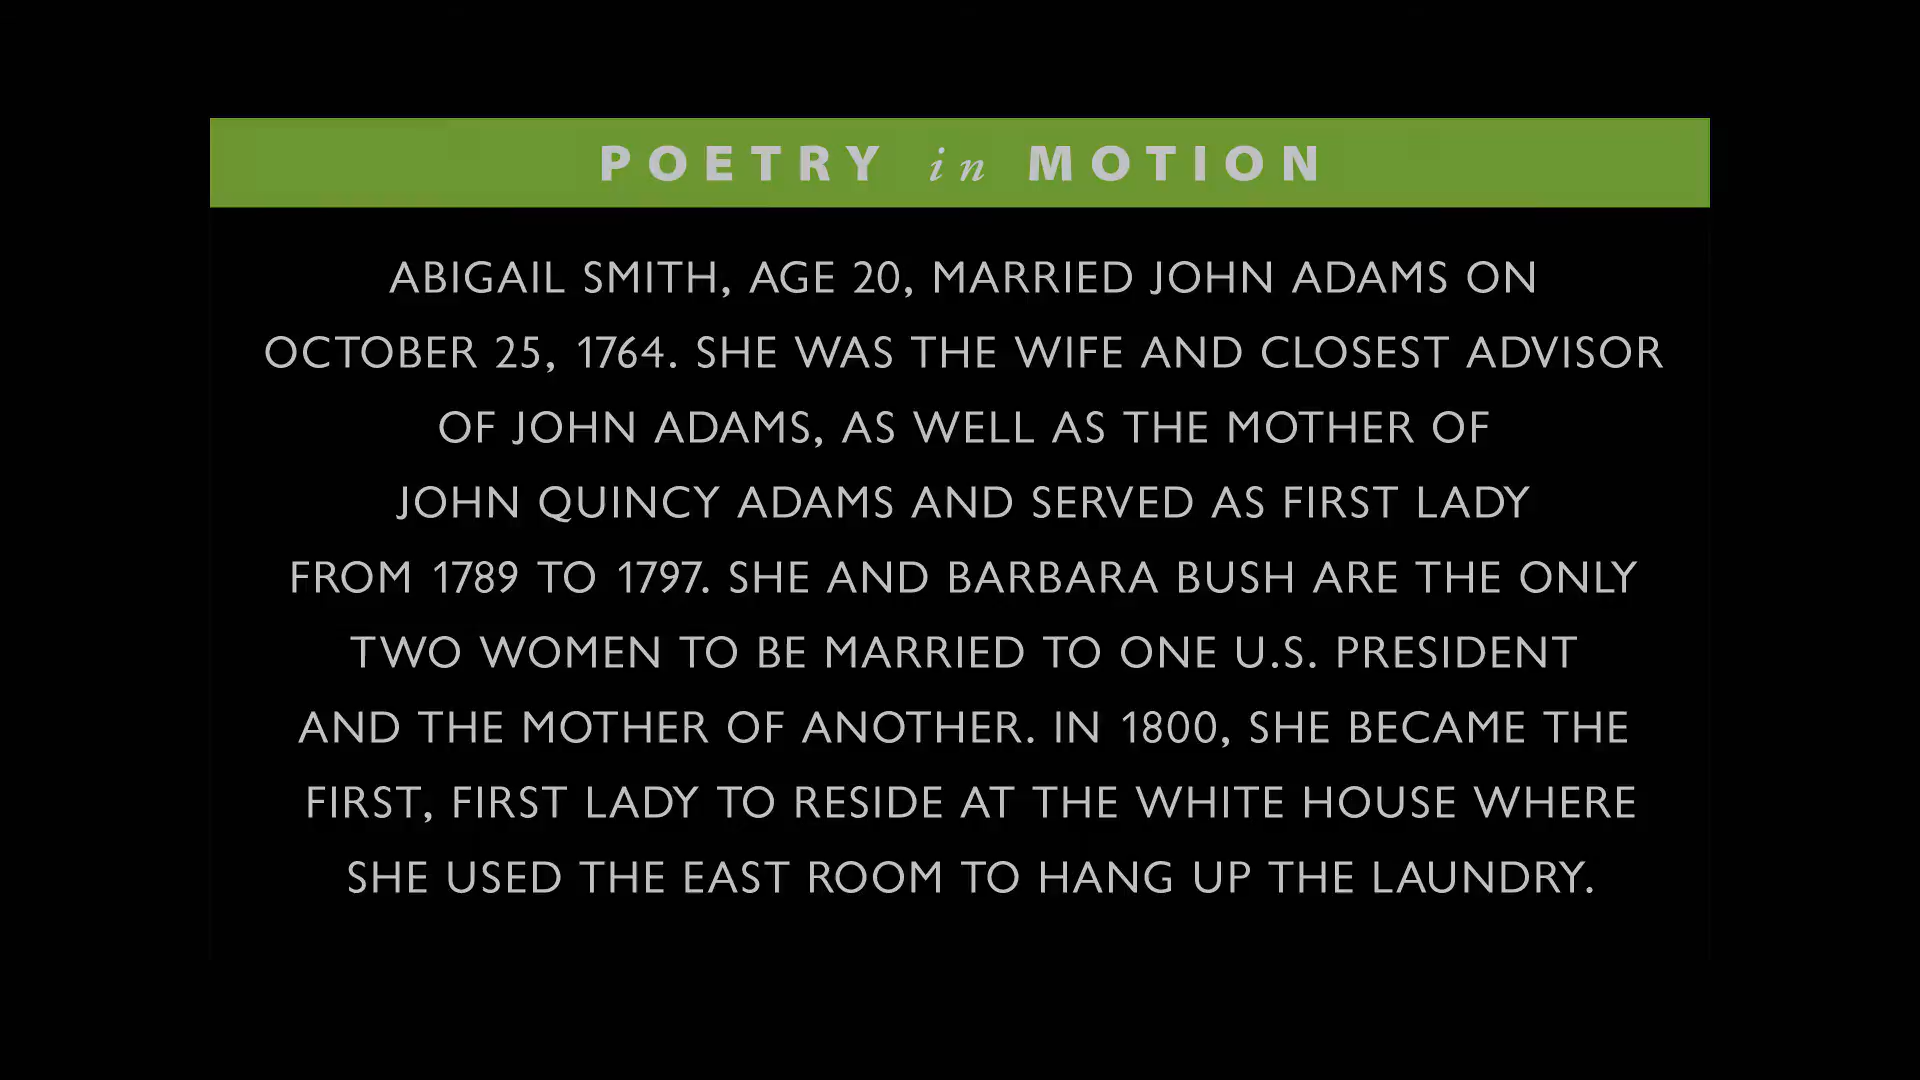 POETRY in MOTION
ABIGAIL SMITH, AGE 20, MARRIED JOHN ADAMS ON
OCTOBER 25, 1764. SHE WAS THE WIFE AND CLOSEST ADVISOR
OF JOHN ADAMS, AS WELL AS THE MOTHER OF
JOHN QUINCY ADAMS AND SERVED AS FIRST LADY
FROM 1789 TO 1797. SHE AND BARBARA BUSH ARE THE ONLY
TWO WOMEN TO BE MARRIED TO ONE U.S. PRESIDENT
AND THE MOTHER OF ANOTHER. IN 1800, SHE BECAME THE
FIRST, FIRST LADY TO RESIDE AT THE WHITE HOUSE WHERE
SHE USED THE EAST ROOM TO HANG UP THE LAUNDRY.